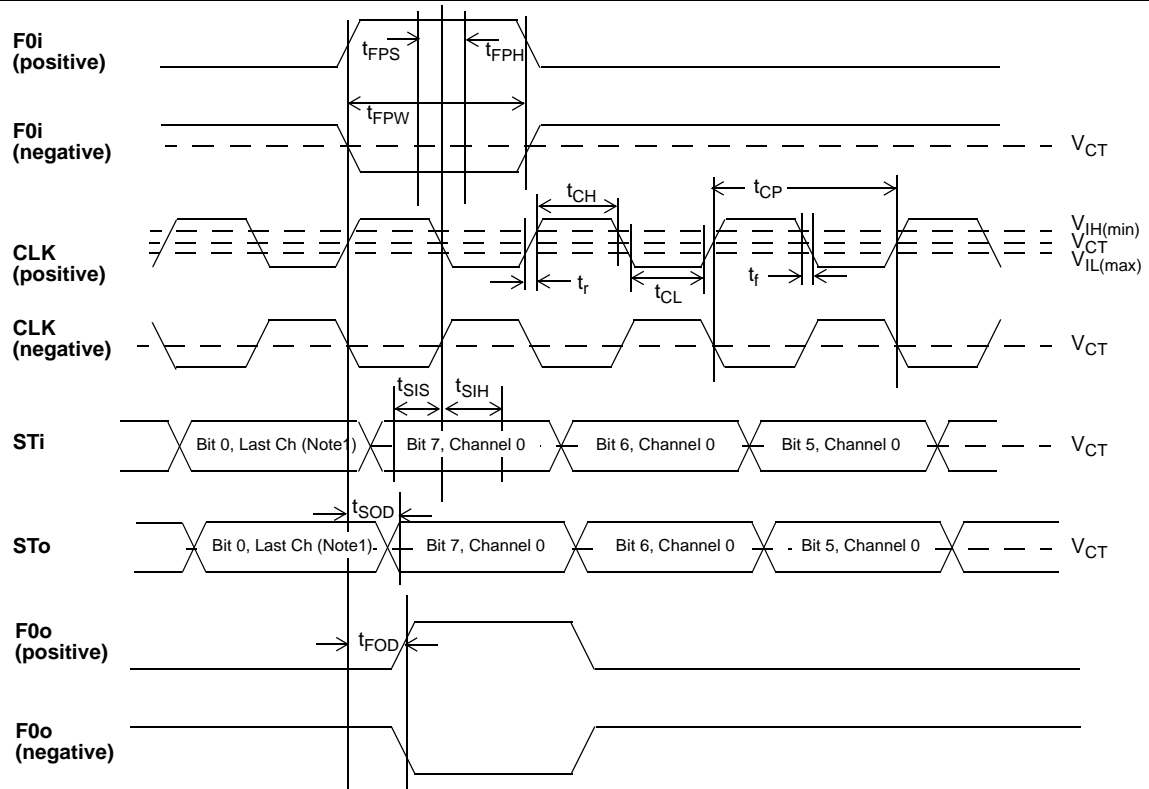 F0i
(positive)
tFPS
tFPH
tFPW
F0i
(negative)
VCT
tCH
tCP
CLK
(positive)
VIH(min)
VCT
VIL(max)
tr
tCL
tf
CLK
(negative)
VCT
tSIS
tSIH
STi
Bit 0, Last Ch (Note1)
Bit 7, Channel 0
Bit 6, Channel 0
Bit 5, Channel 0
VCT
tSOD
STo
Bit 0, Last Ch (Note1)
Bit 7, Channel 0
Bit 6, Channel 0
Bit 5, Channel 0
VCT
F0o
(positive)
tFOD
F0o
(negative)